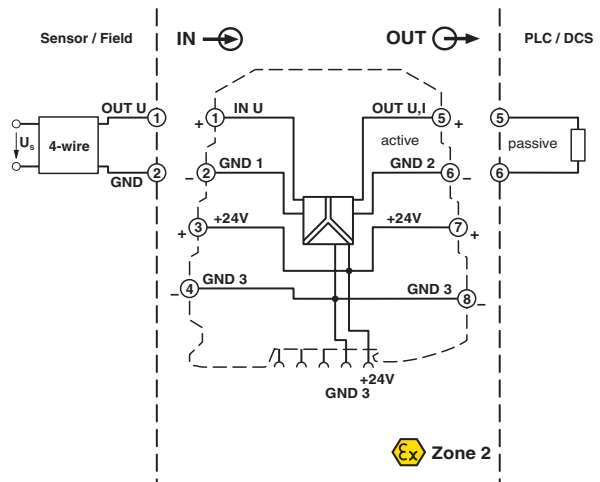 Sensor / Field
IN
OUT
PLC / DCS
OUT U
1
1
IN U
OUT U,I
5
5
+
+
Us
4-wire
active
passive
GND
2
2
GND 1
GND 2
6
6
–
–
3
+24V
+24V
7
+
+
4
GND 3
GND 3
8
–
–
+24V
GND 3
Ex Zone 2